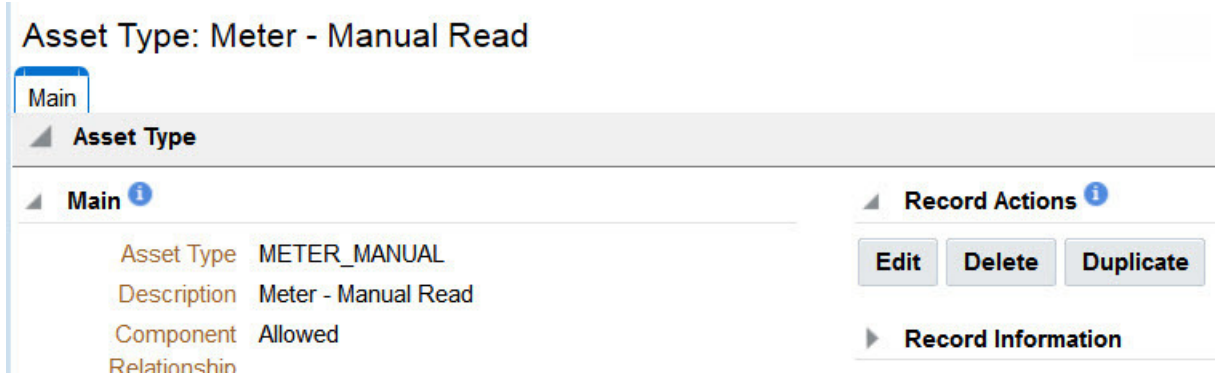 Asset Type: Meter - Manual Read
Main
Asset Type
Main
Record Actions
Asset Type METER_MANUAL
Edit Delete Duplicate
Description Meter - Manual Read
Component Allowed
Relationship
Record Information